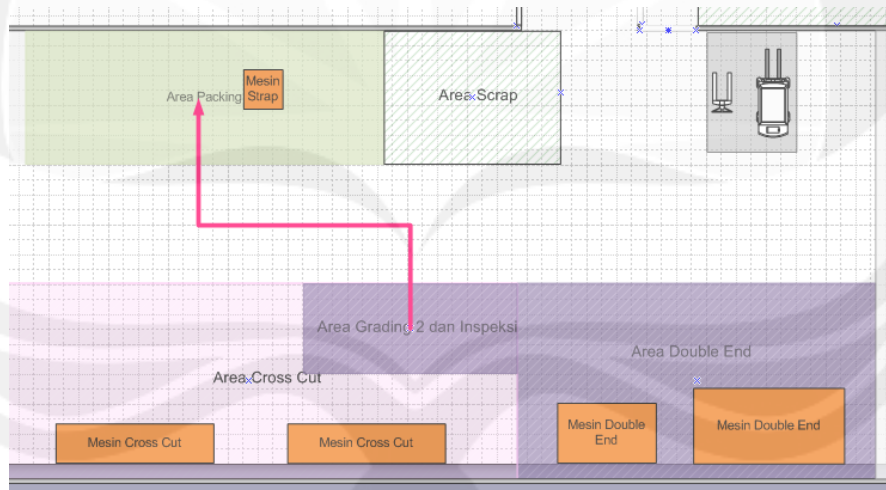 Mesin
Strap
Area Packing
Area Scrap
Area Grading 2 dan Inspeksi
Area Double End
Area Cross Cut
Mesin Cross Cut
Mesin Cross Cut
Mesin Double
End
Mesin Double End